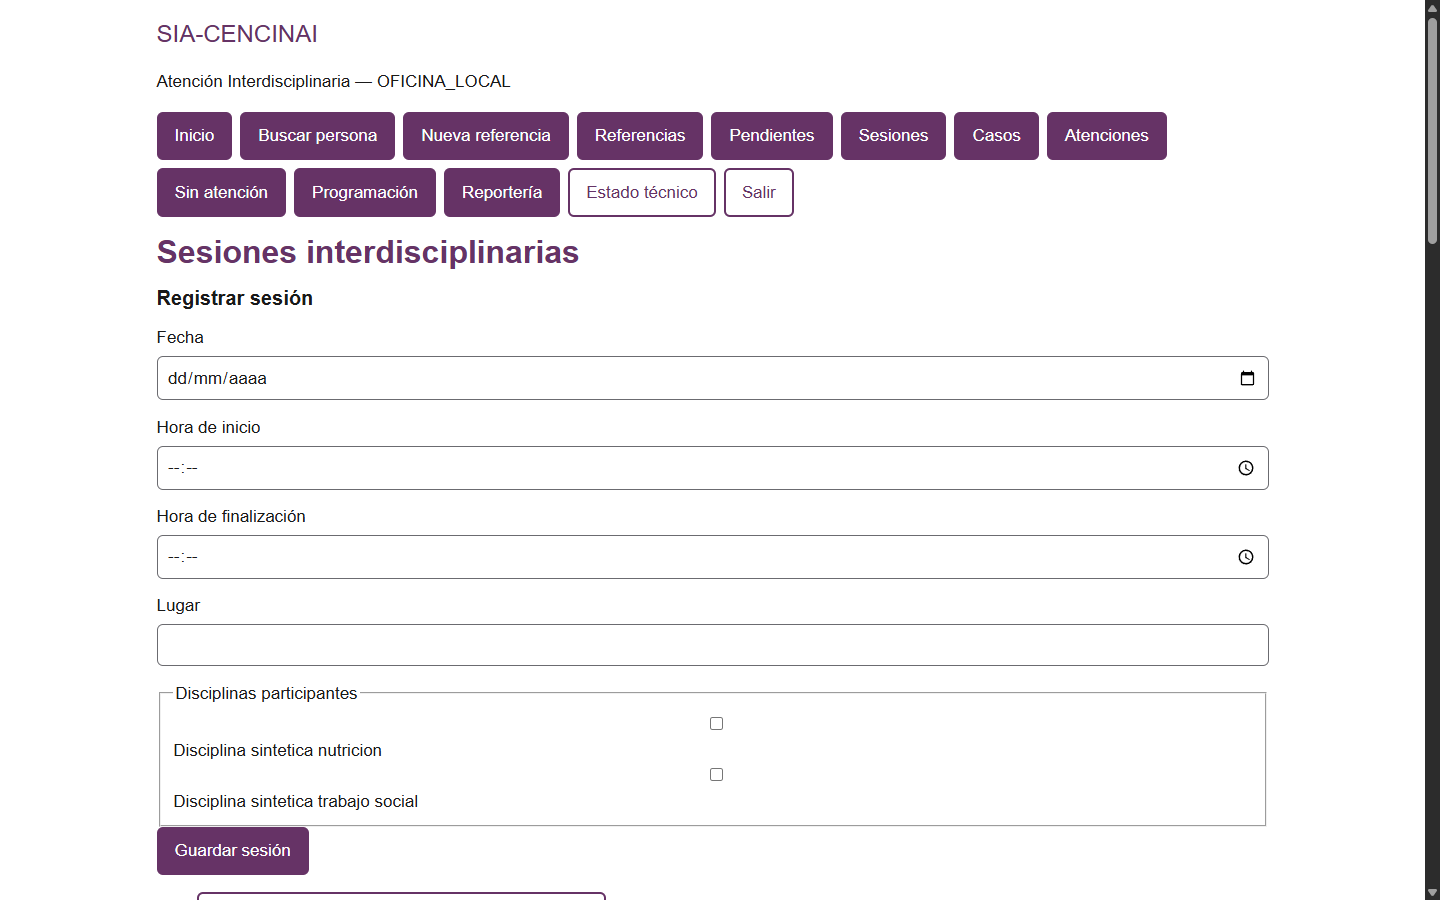 SIA-CENCINAI
Atención Interdisciplinaria — OFICINA_LOCAL
Inicio Buscar persona Nueva referencia Referencias Pendientes Sesiones Casos Atenciones
Sin atención Programación Reportería Estado técnico Salir
Sesiones interdisciplinarias
Registrar sesión
Fecha
dd/mm/aaaa
Hora de inicio
--:--
Hora de finalización
--:--
Lugar
Disciplinas participantes
Disciplina sintetica nutricion
Disciplina sintetica trabajo social
Guardar sesión